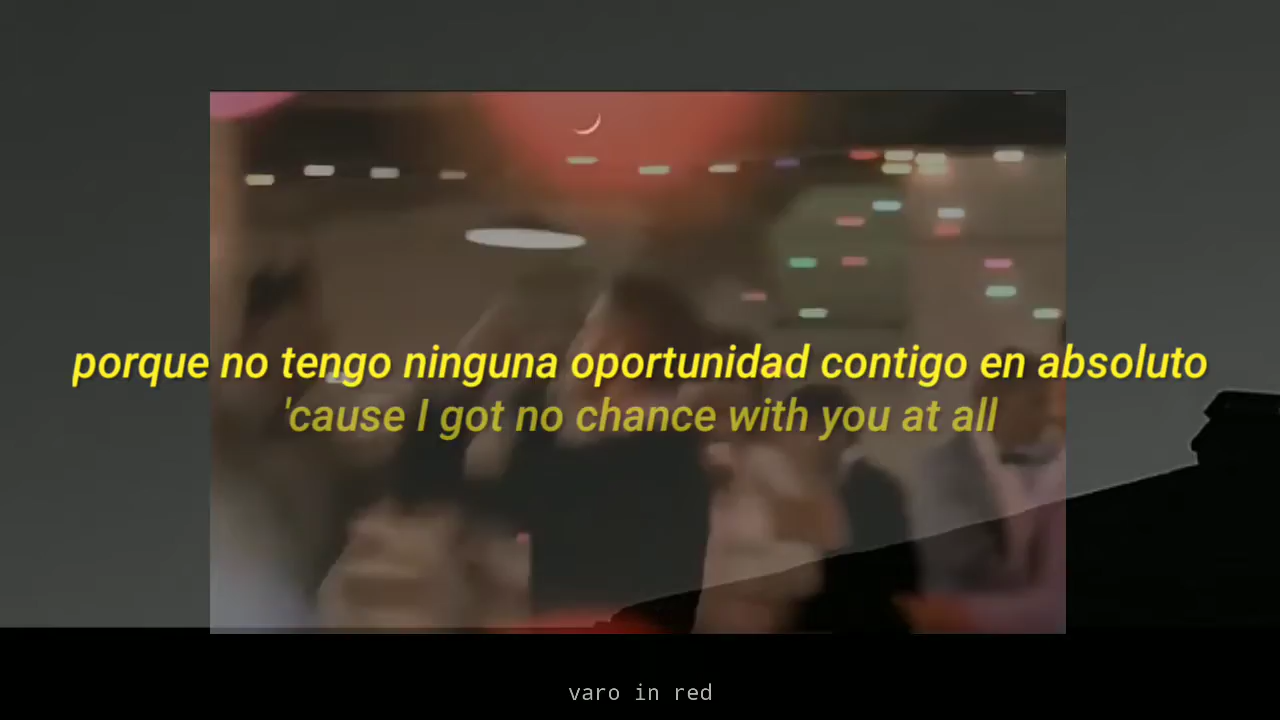 porque no tengo ninguna oportunidad contigo en absoluto
'cause I got no chance with you at all
varo in red